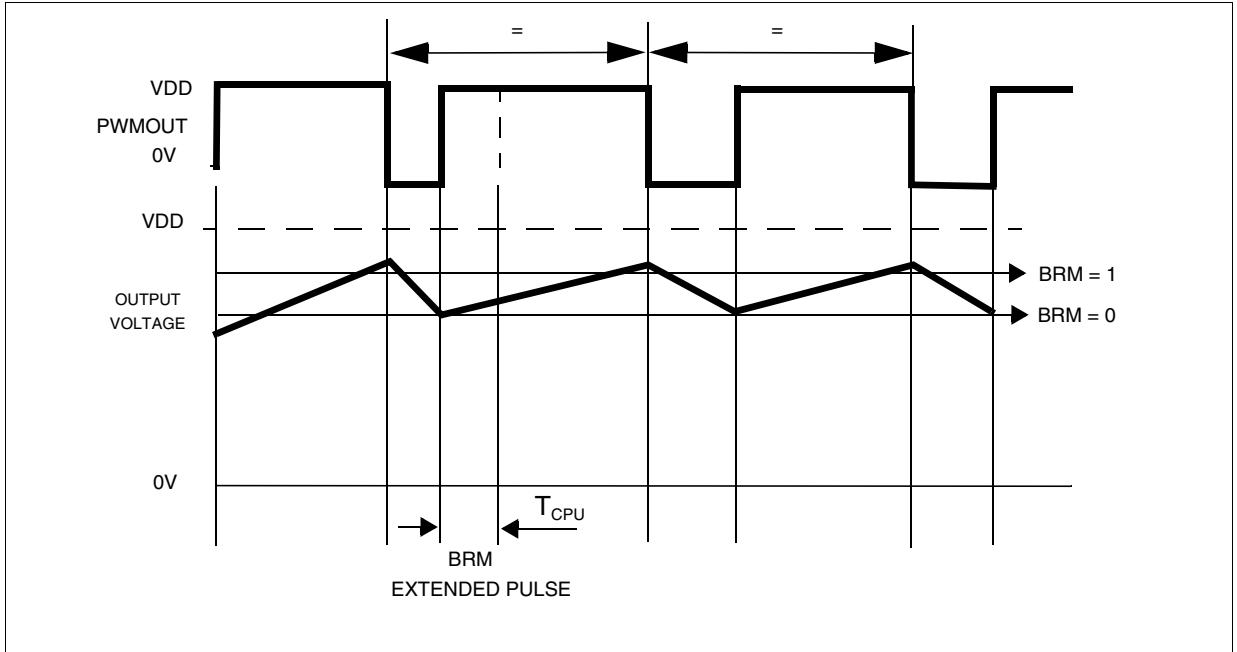 = =
VDD
PWMOUT
0V
VDD
BRM = 1
OUTPUT
VOLTAGE
BRM = 0
0V
TCPU
BRM
EXTENDED PULSE